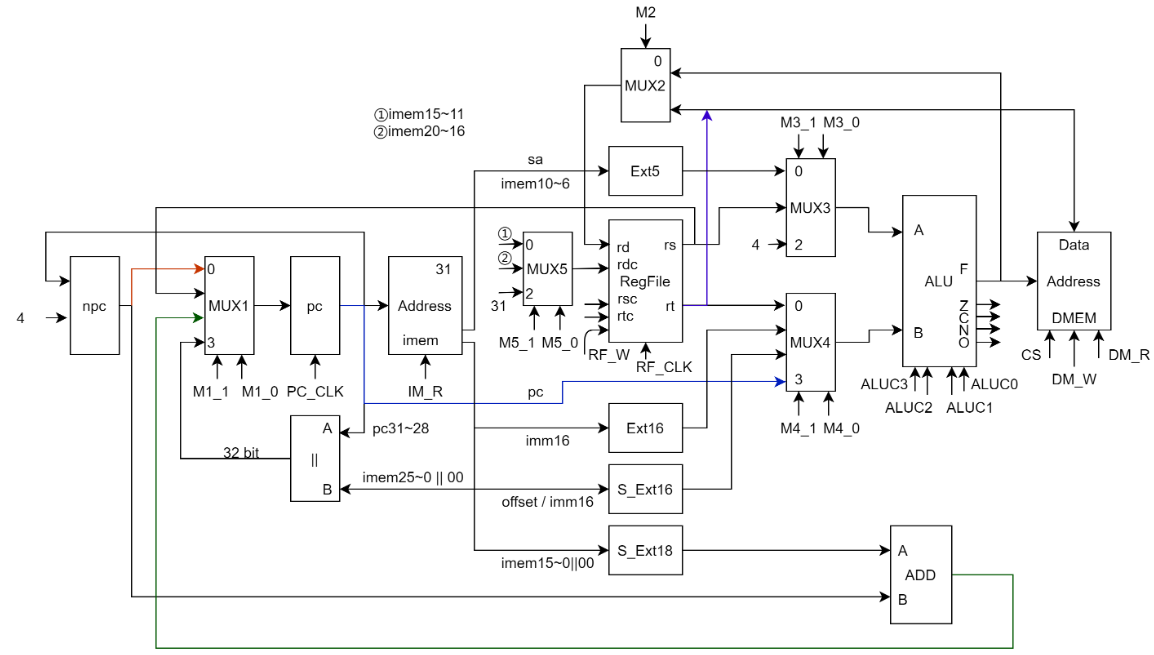 M2
0
MUX2
①imem15~11
②imem20~16
M3_1 M3_0
sa
imem10~6
Ext5
0
MUX3
4
2
①
②
31
0
MUX5
2
M5_1 M5_0
rd
rdc
RegFile
rsc
rtc
rs
rt
RF_W
RF_CLK
A
F
ALU
Z
C
N
O
B
ALUC3
ALUC2
ALUC1
ALUC0
Data
Address
DMEM
CS
DM_W
DM_R
4
npc
0
MUX1
3
M1_1 M1_0
pc
PC_CLK
31
Address
imem
IM_R
0
MUX4
3
M4_1 M4_0
pc
pc31~28
A
||
B
32 bit
imm16
Ext16
imem25~0 || 00
offset / imm16
S_Ext16
imem15~0||00
S_Ext18
A
ADD
B